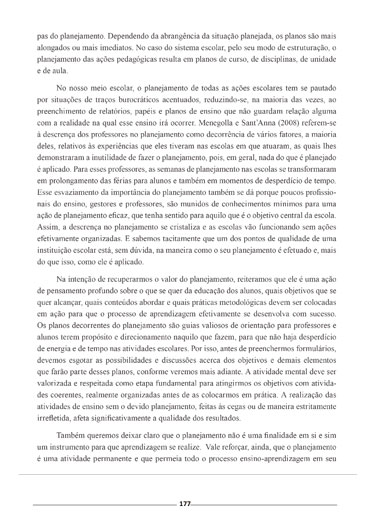 pas do planejamento. Dependendo da abrangência da situação planejada, os planos são mais
alongados ou mais imediatos. No caso do sistema escolar, pelo seu modo de estruturação, o
planejamento das ações pedagógicas resulta em planos de curso, de disciplinas, de unidade
e de aula.
No nosso meio escolar, o planejamento de todas as ações escolares tem se pautado
por situações de traços burocráticos acentuados, reduzindo-se, na maioria das vezes, ao
preenchimento de relatórios, papéis e planos de ensino que não guardam relação alguma
com a realidade na qual esse ensino irá ocorrer. Menegolla e Sant'Anna (2008) referem-se
à descrença dos professores no planejamento como decorrência de vários fatores, a maioria
deles, relativos às experiências que eles tiveram nas escolas em que atuaram, as quais lhes
demonstraram a inutilidade de fazer o planejamento, pois, em geral, nada do que é planejado
é aplicado. Para esses professores, as semanas de planejamento nas escolas se transformaram
em prolongamento das férias para alunos e também em momentos de desperdício de tempo.
Esse esvaziamento da importância do planejamento também se dá porque poucos profissio-
nais do ensino, gestores e professores, são munidos de conhecimentos mínimos para uma
ação de planejamento eficaz, que tenha sentido para aquilo que é o objetivo central da escola.
Assim, a descrença no planejamento se cristaliza e as escolas vão funcionando sem ações
efetivamente organizadas. E sabemos tacitamente que um dos pontos de qualidade de uma
instituição escolar está, sem dúvida, na maneira como o seu planejamento é efetuado e, mais
do que isso, como ele é aplicado.
Na intenção de recuperarmos o valor do planejamento, reiteramos que ele é uma ação
de pensamento profundo sobre o que se quer da educação dos alunos, quais objetivos que se
quer alcançar, quais conteúdos abordar e quais práticas metodológicas devem ser colocadas
em ação para que o processo de aprendizagem efetivamente se desenvolva com sucesso.
Os planos decorrentes do planejamento são guias valiosos de orientação para professores e
alunos terem propósito e direcionamento naquilo que fazem, para que não haja desperdício
de energia e de tempo nas atividades escolares. Por isso, antes de preenchermos formulários,
devemos esgotar as possibilidades e discussões acerca dos objetivos e demais elementos
que farão parte desses planos, conforme veremos mais adiante. A atividade mental deve ser
valorizada e respeitada como etapa fundamental para atingirmos os objetivos com ativida-
des coerentes, realmente organizadas antes de as colocarmos em prática. A realização das
atividades de ensino sem o devido planejamento, feitas às cegas ou de maneira estritamente
irrefletida, afeta significativamente a qualidade dos resultados.
Também queremos deixar claro que o planejamento não é uma finalidade em si e sim
um instrumento para que aprendizagem se realize. Vale reforçar, ainda, que o planejamento
é uma atividade permanente e que permeia todo o processo ensino-aprendizagem em seu
177